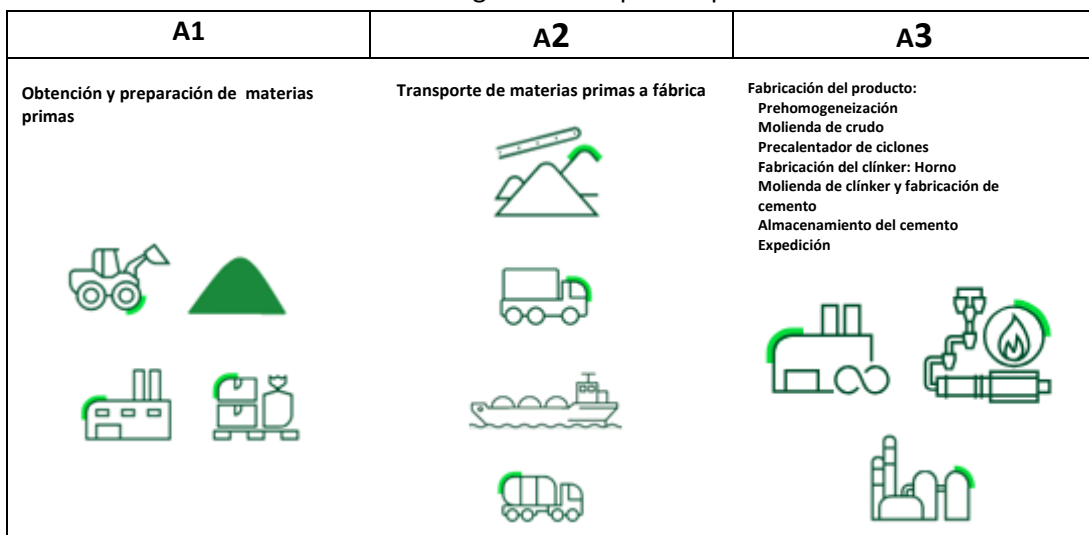 A1
A2
A3
Obtención y preparación de materias
primas
Transporte de materias primas a fábrica
Fabricación del producto:
Prehomogeneización
Molienda de crudo
Precalentador de ciclones
Fabricación del clínker: Horno
Molienda de clínker y fabricación de
cemento
Almacenamiento del cemento
Expedición